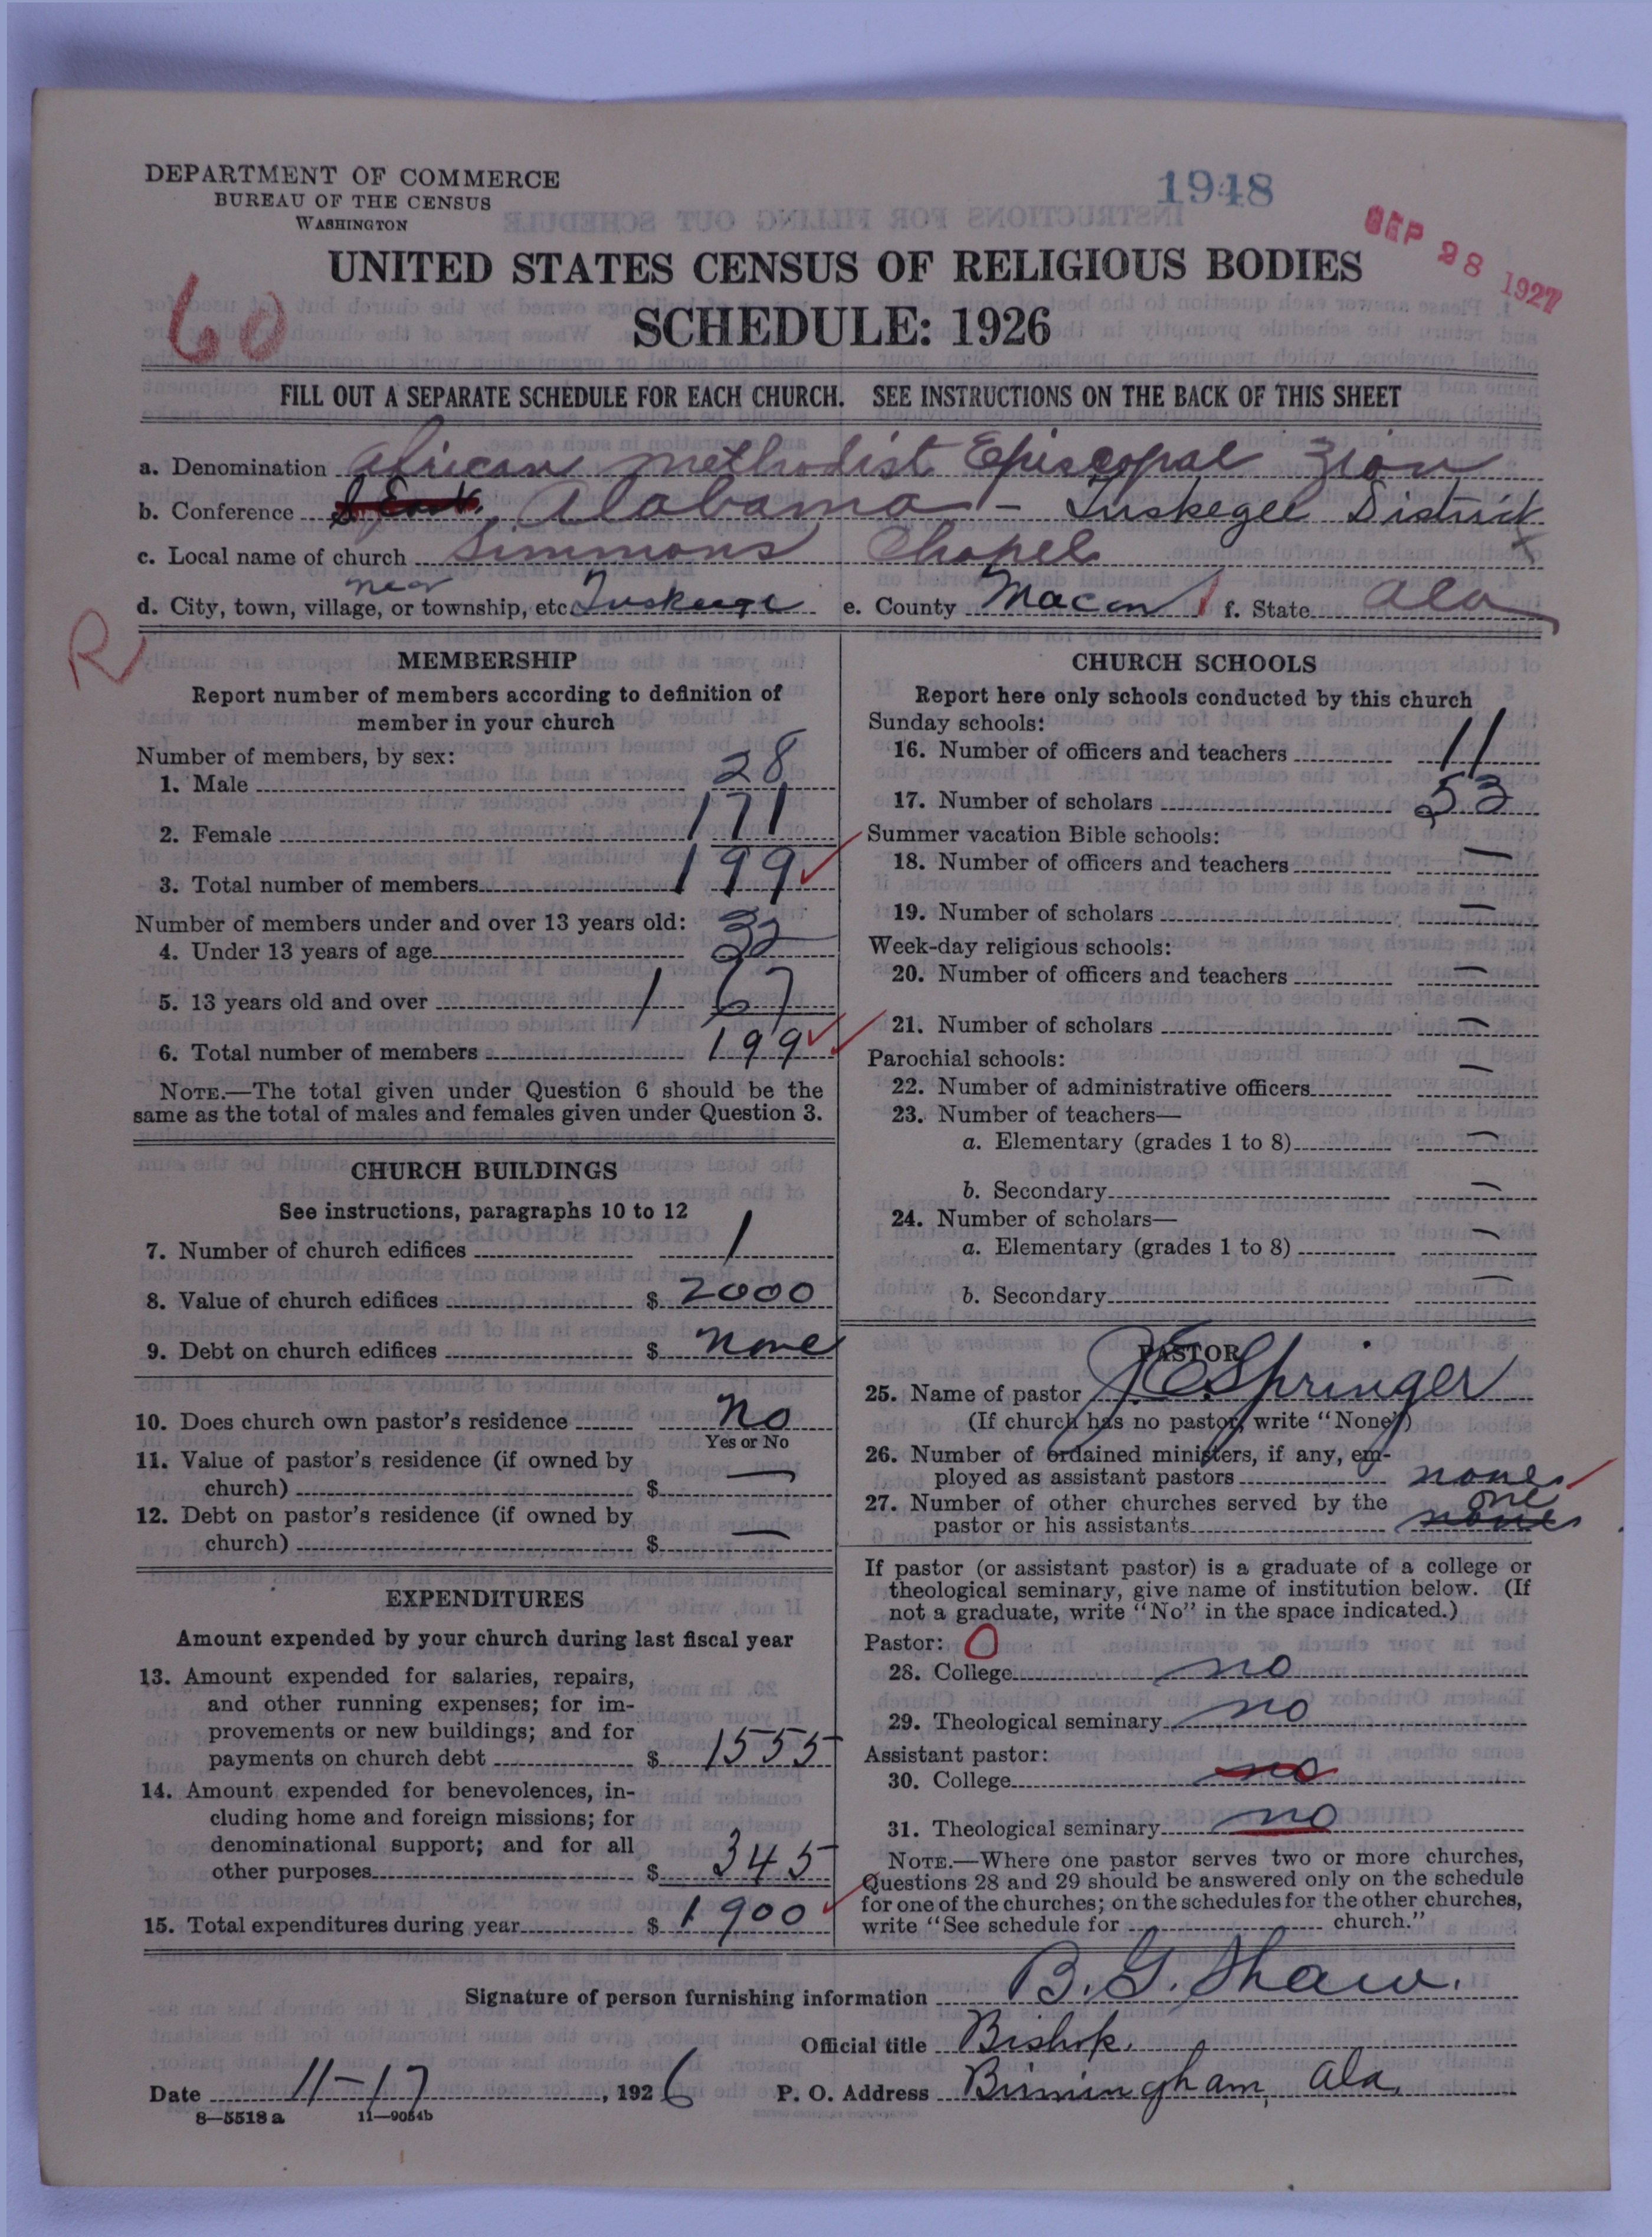 DEPARTMENT OF COMMERCE
BUREAU OF THE CENSUS
WASHINGTON
1948
SEP 28 1927
UNITED STATES CENSUS OF RELIGIOUS BODIES
SCHEDULE: 1926
60
FILL OUT A SEPARATE SCHEDULE FOR EACH CHURCH. SEE INSTRUCTIONS ON THE BACK OF THIS SHEET
a. Denomination African Methodist Episcopal Zion
b. Conference Alabama - Tuskegee District
c. Local name of church Simmons Chapel
near
d. City, town, village, or township, etc. Tuskeege e. County Macon f. State Ala
R
MEMBERSHIP
Report number of members according to definition of
member in your church
Number of members, by sex:
1. Male 28
2. Female 171
3. Total number of members 199
Number of members under and over 13 years old:
4. Under 13 years of age 32
5. 13 years old and over 167
6. Total number of members 199
NOTE.—The total given under Question 6 should be the
same as the total of males and females given under Question 3.
CHURCH BUILDINGS
See instructions, paragraphs 10 to 12
7. Number of church edifices 1
8. Value of church edifices $ 2000
9. Debt on church edifices $ none
10. Does church own pastor's residence no
Yes or No
11. Value of pastor's residence (if owned by
church) $ —
12. Debt on pastor's residence (if owned by
church) $ —
EXPENDITURES
Amount expended by your church during last fiscal year
13. Amount expended for salaries, repairs,
and other running expenses; for im-
provements or new buildings; and for
payments on church debt $ 1555
14. Amount expended for benevolences, in-
cluding home and foreign missions; for
denominational support; and for all
other purposes $ 345
15. Total expenditures during year $ 1900
CHURCH SCHOOLS
Report here only schools conducted by this church
Sunday schools:
16. Number of officers and teachers 11
17. Number of scholars 53
Summer vacation Bible schools:
18. Number of officers and teachers —
19. Number of scholars —
Week-day religious schools:
20. Number of officers and teachers —
21. Number of scholars —
Parochial schools:
22. Number of administrative officers —
23. Number of teachers—
a. Elementary (grades 1 to 8) —
b. Secondary —
24. Number of scholars—
a. Elementary (grades 1 to 8) —
b. Secondary —
PASTOR
25. Name of pastor J. E. Springer
(If church has no pastor, write "None")
26. Number of ordained ministers, if any, em-
ployed as assistant pastors none
27. Number of other churches served by the one
pastor or his assistants none
If pastor (or assistant pastor) is a graduate of a college or
theological seminary, give name of institution below. (If
not a graduate, write "No" in the space indicated.)
Pastor: O
28. College no
29. Theological seminary no
Assistant pastor:
30. College no
31. Theological seminary no
NOTE.—Where one pastor serves two or more churches,
Questions 28 and 29 should be answered only on the schedule
for one of the churches; on the schedules for the other churches,
write "See schedule for church."
Signature of person furnishing information B. G. Shaw.
Official title Bishop.
Date 11-17, 1926 P. O. Address Birmingham, Ala.
8—5518 a 11—9054b